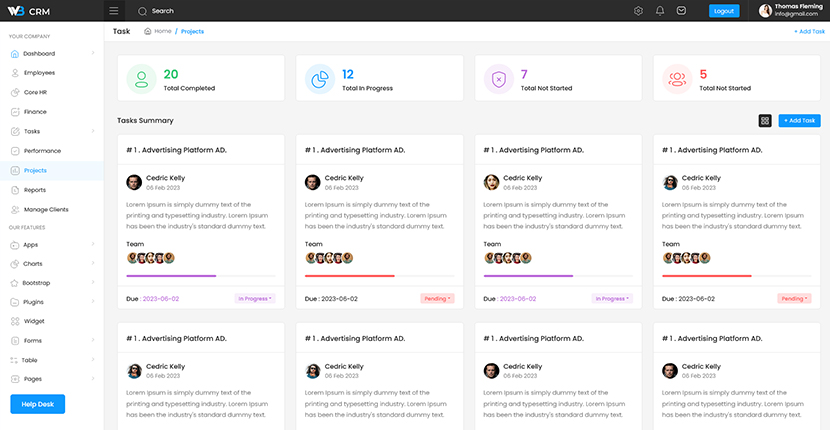 WB CRM
Search
Logout
Thomas Fleming
info@gmail.com
YOUR COMPANY
Dashboard
Employees
Core HR
Finance
Tasks
Performance
Projects
Reports
Manage Clients
OUR FEATURES
Apps
Charts
Bootstrap
Plugins
Widget
Forms
Table
Pages
Help Desk
Task
Home / Projects
+ Add Task
20
Total Completed
12
Total In Progress
7
Total Not Started
5
Total Not Started
Tasks Summary
+ Add Task
# 1 . Advertising Platform AD.
Cedric Kelly
06 Feb 2023
Lorem Ipsum is simply dummy text of the
printing and typesetting industry. Lorem Ipsum
has been the industry's standard dummy text.
Team
Due : 2023-06-02
In Progress
# 1 . Advertising Platform AD.
Cedric Kelly
06 Feb 2023
Lorem Ipsum is simply dummy text of the
printing and typesetting industry. Lorem Ipsum
has been the industry's standard dummy text.
Team
Due : 2023-06-02
Pending
# 1 . Advertising Platform AD.
Cedric Kelly
06 Feb 2023
Lorem Ipsum is simply dummy text of the
printing and typesetting industry. Lorem Ipsum
has been the industry's standard dummy text.
Team
Due : 2023-06-02
In Progress
# 1 . Advertising Platform AD.
Cedric Kelly
06 Feb 2023
Lorem Ipsum is simply dummy text of the
printing and typesetting industry. Lorem Ipsum
has been the industry's standard dummy text.
Team
Due : 2023-06-02
Pending
# 1 . Advertising Platform AD.
Cedric Kelly
06 Feb 2023
Lorem Ipsum is simply dummy text of the
printing and typesetting industry. Lorem Ipsum
has been the industry's standard dummy text.
# 1 . Advertising Platform AD.
Cedric Kelly
06 Feb 2023
Lorem Ipsum is simply dummy text of the
printing and typesetting industry. Lorem Ipsum
has been the industry's standard dummy text.
# 1 . Advertising Platform AD.
Cedric Kelly
06 Feb 2023
Lorem Ipsum is simply dummy text of the
printing and typesetting industry. Lorem Ipsum
has been the industry's standard dummy text.
# 1 . Advertising Platform AD.
Cedric Kelly
06 Feb 2023
Lorem Ipsum is simply dummy text of the
printing and typesetting industry. Lorem Ipsum
has been the industry's standard dummy text.